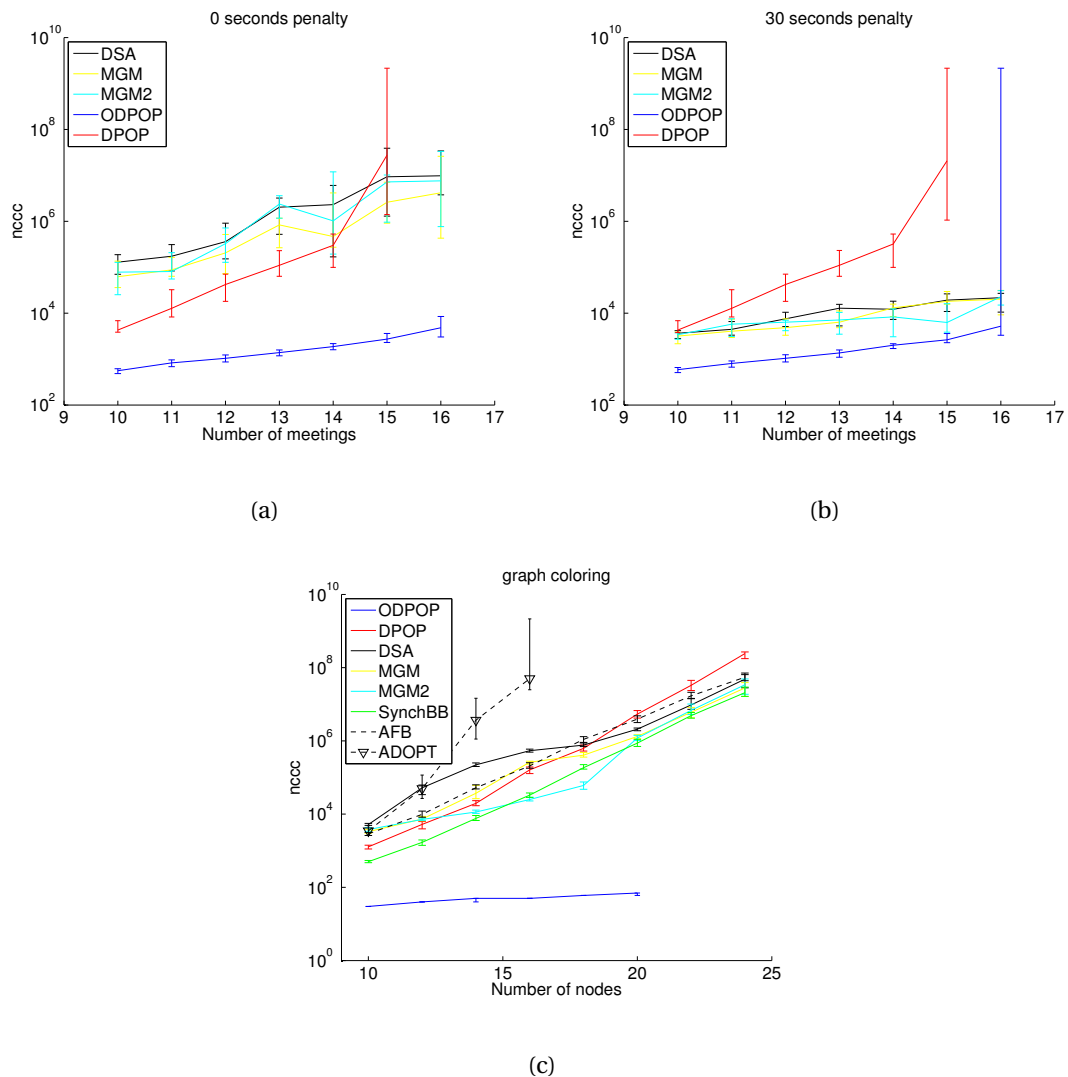 0 seconds penalty
10^10
10^8
10^6
10^4
10^2
nccc
DSA
MGM
MGM2
ODPOP
DPOP
9 10 11 12 13 14 15 16 17
Number of meetings
(a)
30 seconds penalty
10^10
10^8
10^6
10^4
10^2
nccc
DSA
MGM
MGM2
ODPOP
DPOP
9 10 11 12 13 14 15 16 17
Number of meetings
(b)
graph coloring
10^10
10^8
10^6
10^4
10^2
10^0
nccc
ODPOP
DPOP
DSA
MGM
MGM2
SynchBB
AFB
ADOPT
10 15 20 25
Number of nodes
(c)